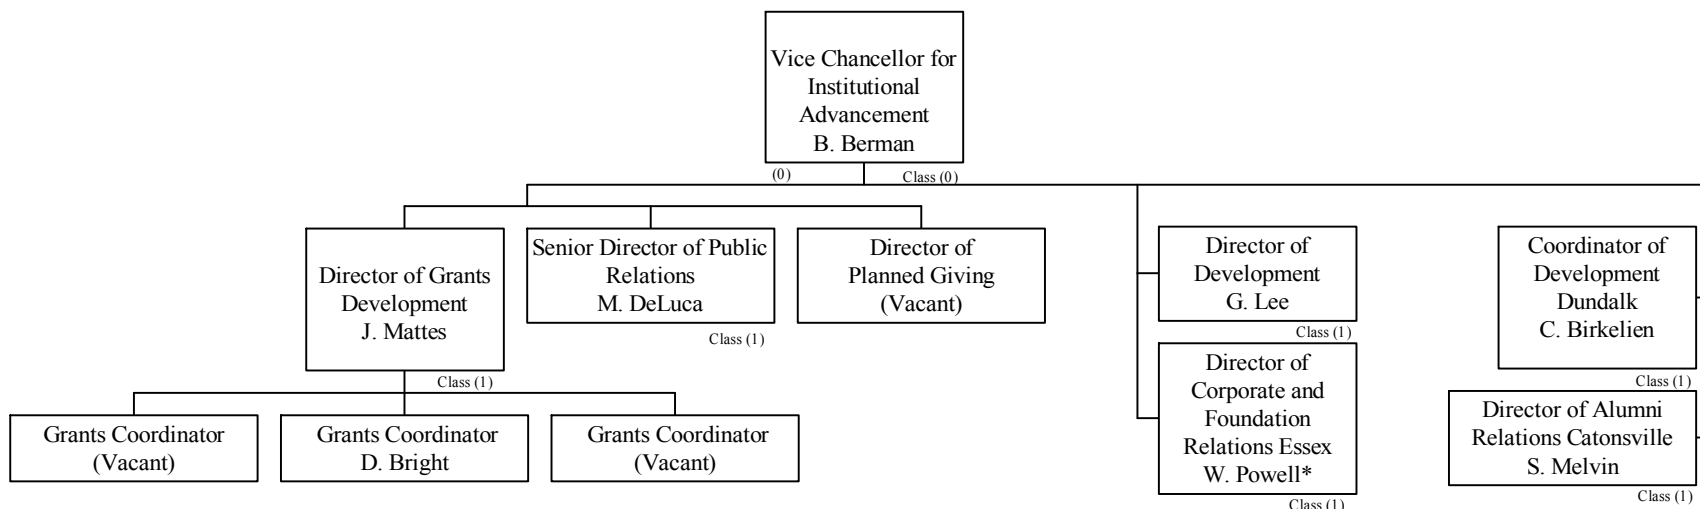 Vice Chancellor for
Institutional
Advancement
B. Berman
(0)
Class (0)
Director of Grants
Development
J. Mattes
Class (1)
Senior Director of Public
Relations
M. DeLuca
Class (1)
Director of
Planned Giving
(Vacant)
Director of
Development
G. Lee
Class (1)
Coordinator of
Development
Dundalk
C. Birkelien
Class (1)
Director of
Corporate and
Foundation
Relations Essex
W. Powell*
Class (1)
Director of Alumni
Relations Catonsville
S. Melvin
Class (1)
Grants Coordinator
(Vacant)
Grants Coordinator
D. Bright
Grants Coordinator
(Vacant)